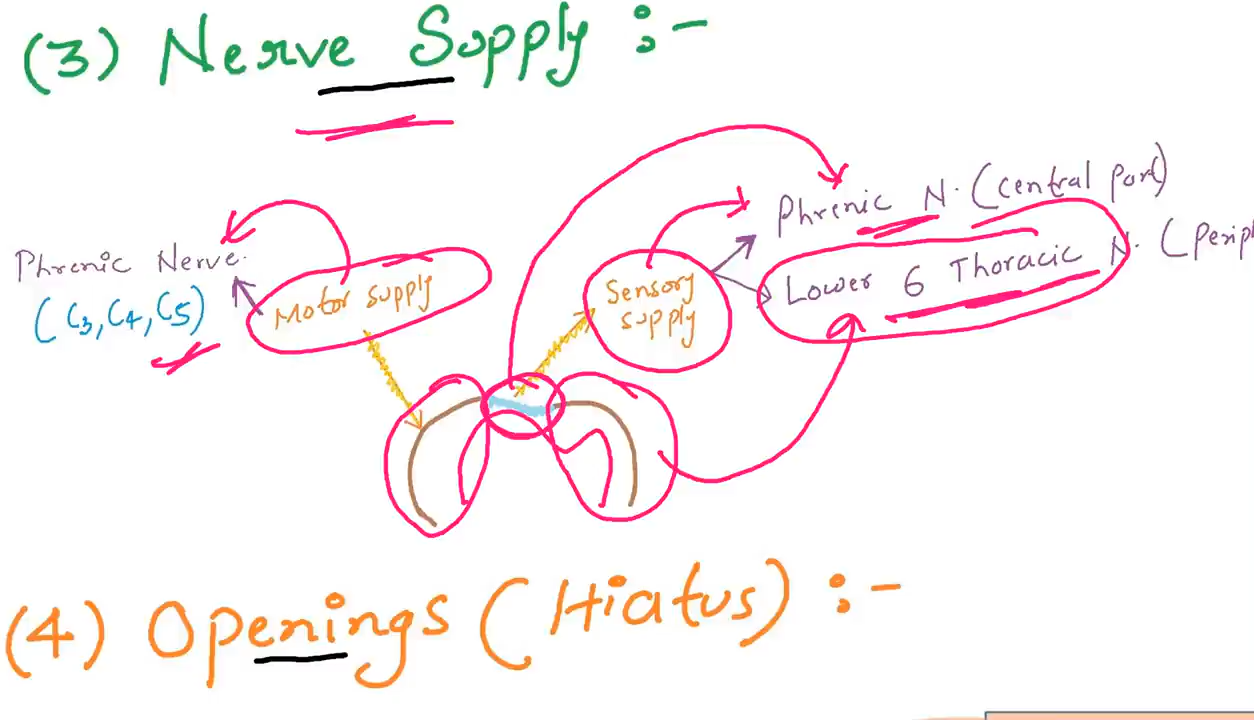 (3) Nerve Supply :-
Phrenic N. (Central Part)
Phrenic Nerve.
Motor supply
Sensory
supply
Lower 6 Thoracic N. (Periph
(C3, C4, C5)
(4) Openings (Hiatus) :-